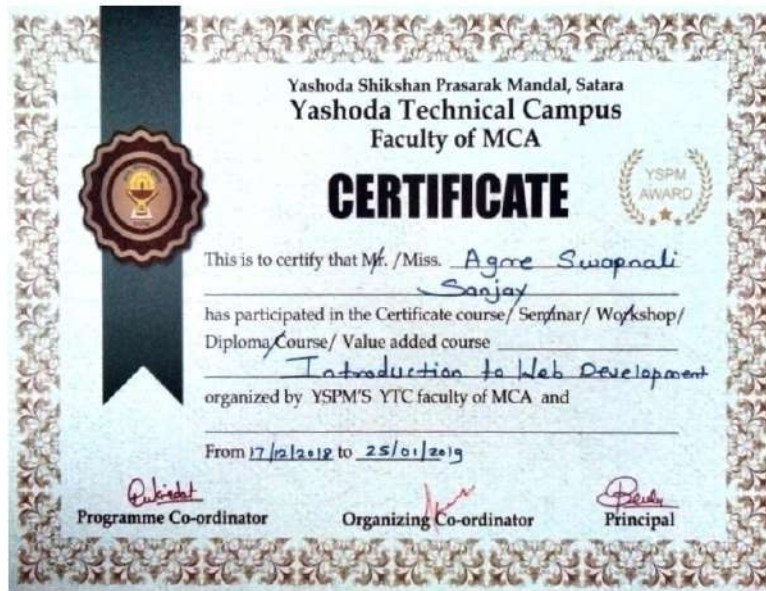 Yashoda Shikshan Prasarak Mandal, Satara
Yashoda Technical Campus
Faculty of MCA
CERTIFICATE
YSPM
AWARD
This is to certify that Mr. /Miss. Agme Swapnali
Sanjay
has participated in the Certificate course/ Seminar/ Workshop/
Diploma Course/ Value added course
Introduction to Web Development
organized by YSPM'S YTC faculty of MCA and
From 17/12/2018 to 25/01/2019
Programme Co-ordinator Organizing Co-ordinator Principal